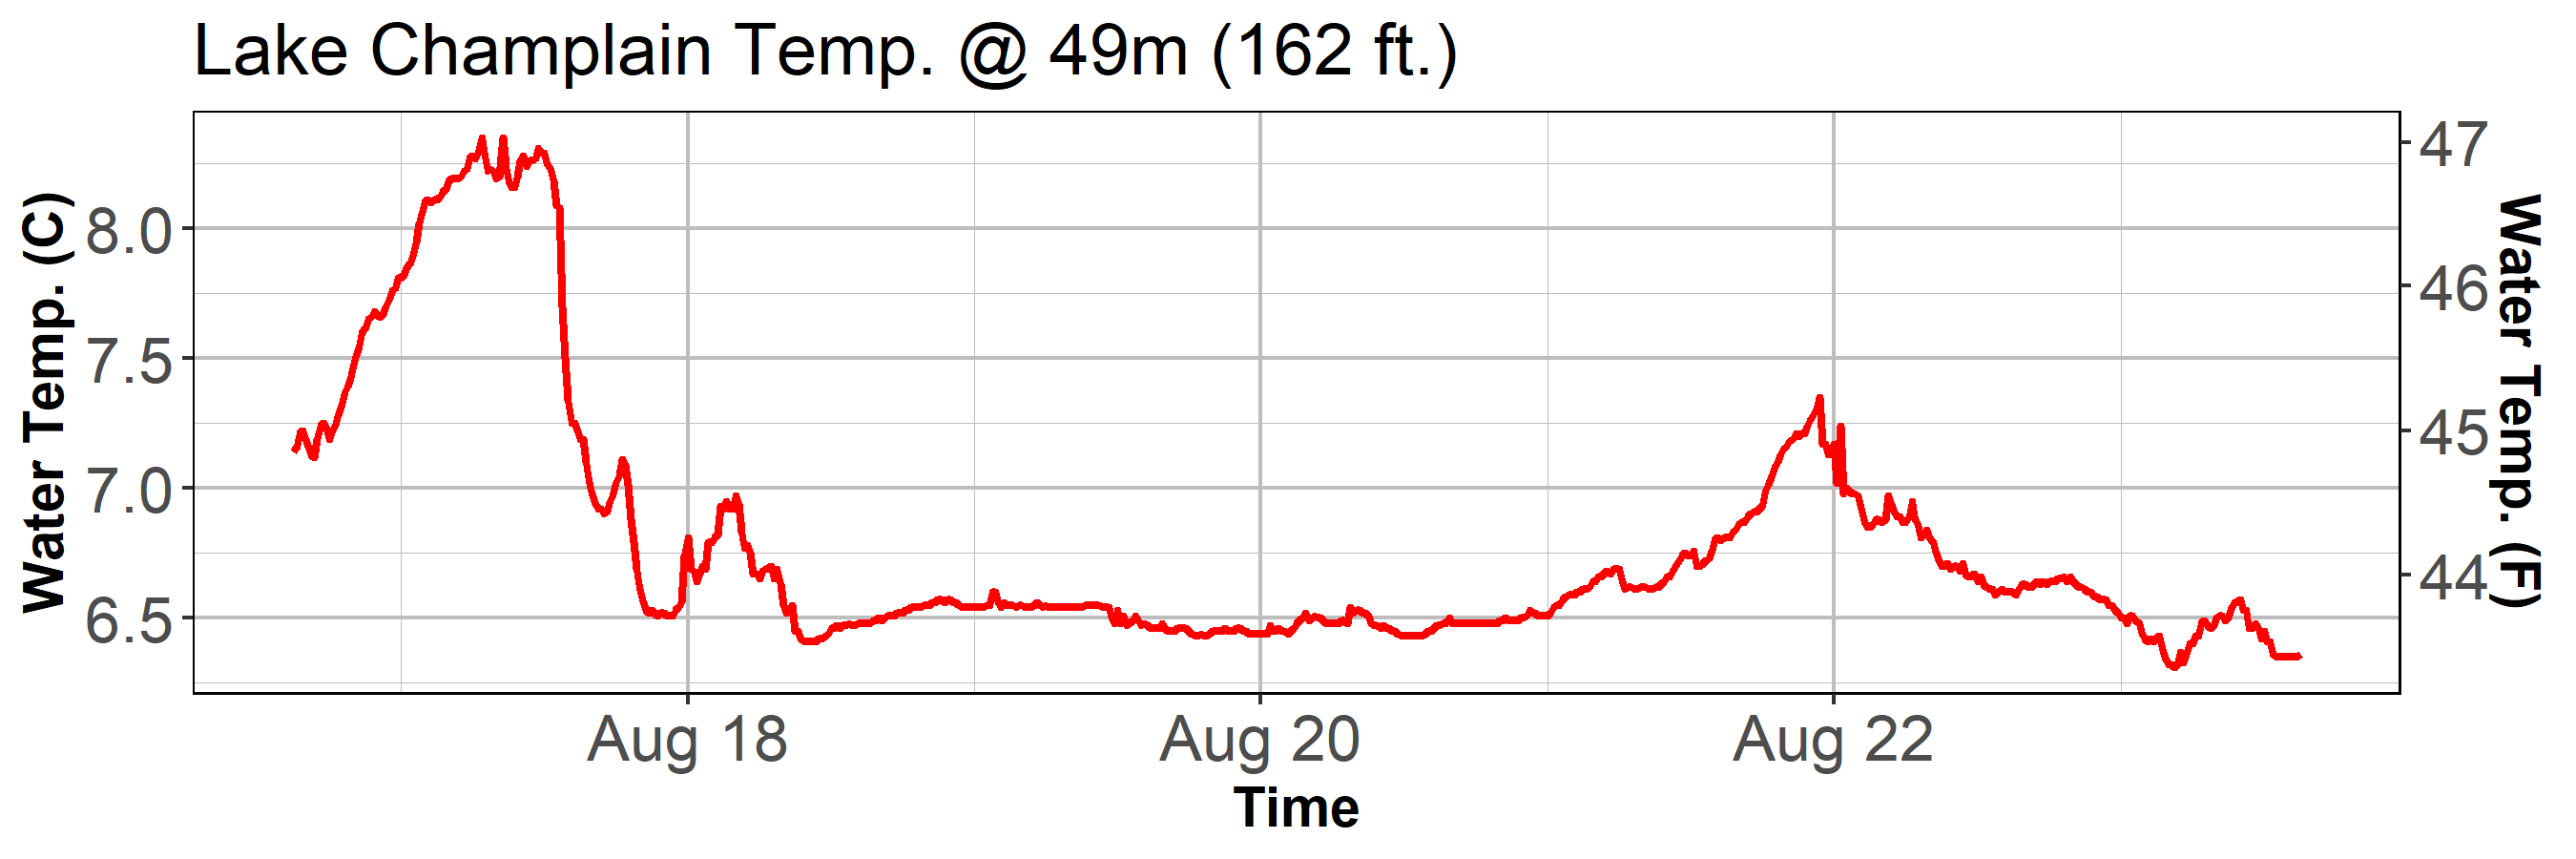 Lake Champlain Temp. @ 49m (162 ft.)
Water Temp. (C)
8.0
7.5
7.0
6.5
47
46
45
44
Water Temp. (F)
Aug 18
Aug 20
Aug 22
Time